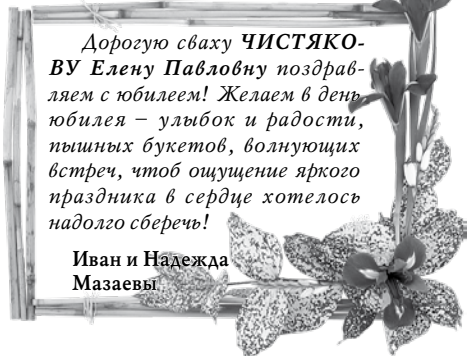 Дорогую сваху ЧИСТЯКО-
ВУ Елену Павловну поздрав-
ляем с юбилеем! Желаем в день
юбилея – улыбок и радости,
пышных букетов, волнующих
встреч, чтоб ощущение яркого
праздника в сердце хотелось
надолго сберечь!
Иван и Надежда
Мазаевы